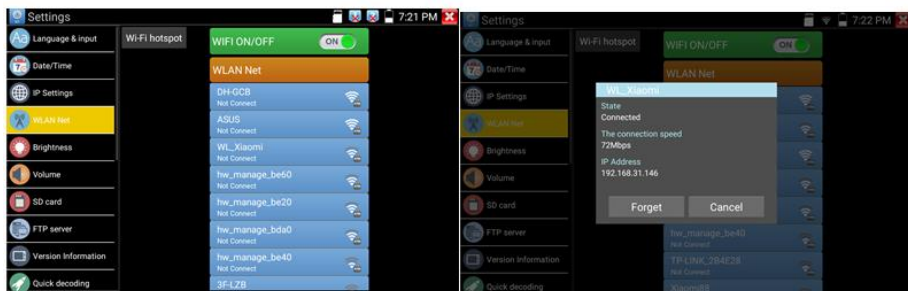 Settings
7:21 PM
Language & input
Date/Time
IP Settings
WLAN Net
Brightness
Volume
SD card
FTP server
Version Information
Quick decoding
Wi-Fi hotspot
WIFI ON/OFF
ON
WLAN Net
DH-GCB
Not Connect
ASUS
Not Connect
WL_Xiaomi
Not Connect
hw_manage_be60
Not Connect
hw_manage_be20
Not Connect
hw_manage_bda0
Not Connect
hw_manage_be40
Not Connect
3F-LZB
Settings
7:22 PM
Language & input
Date/Time
IP Settings
WLAN Net
Brightness
Volume
SD card
FTP server
Version Information
Quick decoding
Wi-Fi hotspot
WIFI ON/OFF
ON
WLAN Net
WL_Xiaomi
State
Connected
The connection speed
72Mbps
IP Address
192.168.31.146
Forget
Cancel
hw_manage_be40
Not Connect
TP-LINK_2B4E28
Not Connect